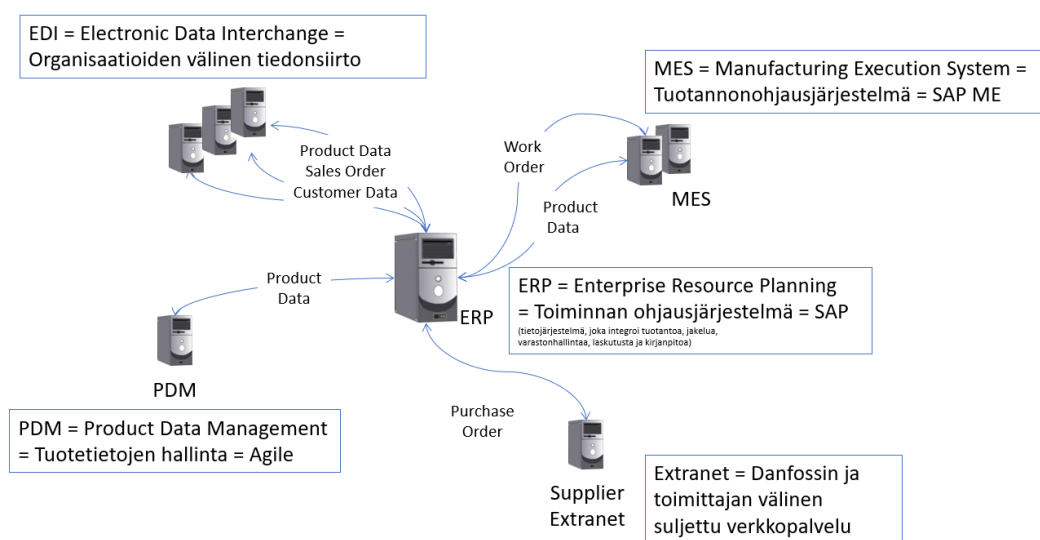 EDI = Electronic Data Interchange =
Organisaatioiden välinen tiedonsiirto
MES = Manufacturing Execution System =
Tuotannonohjausjärjestelmä = SAP ME
Product Data
Sales Order
Customer Data
Work
Order
MES
Product
Data
Product
Data
ERP
ERP = Enterprise Resource Planning
= Toiminnan ohjausjärjestelmä = SAP
(tietojärjestelmä, joka integroi tuotantoa, jakelua,
varastonhallintaa, laskutusta ja kirjanpitoa)
PDM
PDM = Product Data Management
= Tuotetietojen hallinta = Agile
Purchase
Order
Supplier
Extranet
Extranet = Danfossin ja
toimittajan välinen
suljettu verkkopalvelu